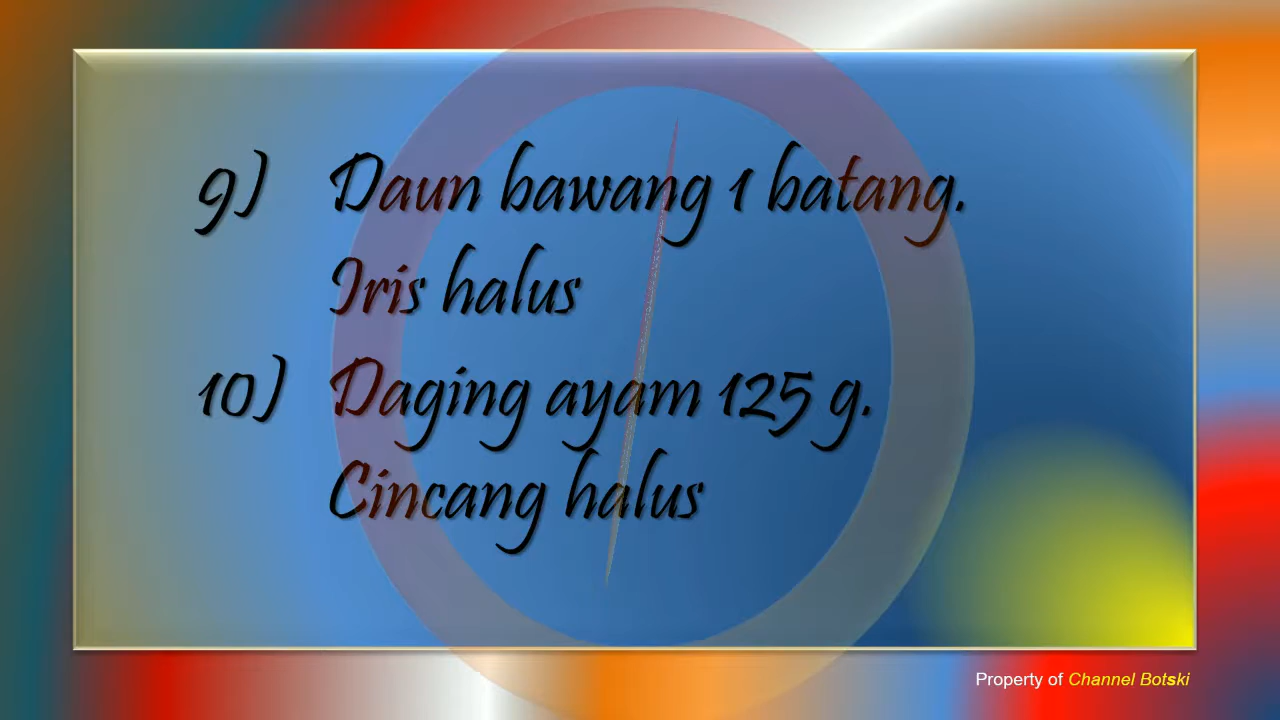 9) Daun bawang 1 batang.
Iris halus
10) Daging ayam 125 g.
Cincang halus
Property of Channel Botski